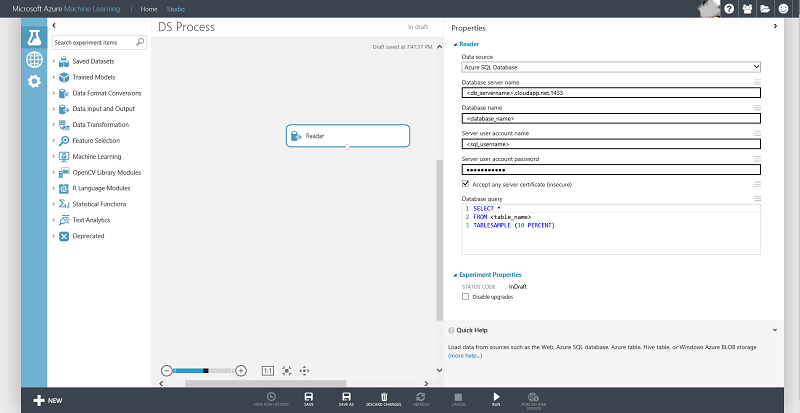 Microsoft Azure Machine Learning
Home
Studio
DS Process
In draft
Draft saved at 7:47:17 PM
Search experiment items
Saved Datasets
Trained Models
Data Format Conversions
Data Input and Output
Data Transformation
Feature Selection
Machine Learning
OpenCV Library Modules
R Language Modules
Statistical Functions
Text Analytics
Deprecated
Reader
1:1
Properties
Reader
Data source
Azure SQL Database
Database server name
<db_servername>.cloudapp.net,1433
Database name
<database_name>
Server user account name
<sql_username>
Server user account password
Accept any server certificate (insecure)
Database query
1 SELECT *
2 FROM <table_name>
3 TABLESAMPLE (10 PERCENT)
Experiment Properties
STATUS CODE InDraft
Disable upgrades
Quick Help
Load data from sources such as the Web, Azure SQL database, Azure table, Hive table, or Windows Azure BLOB storage
(more help...)
NEW
VIEW RUN HISTORY
SAVE
SAVE AS
DISCARD CHANGES
REFRESH
CANCEL
RUN
PUBLISH WEB
SERVICE